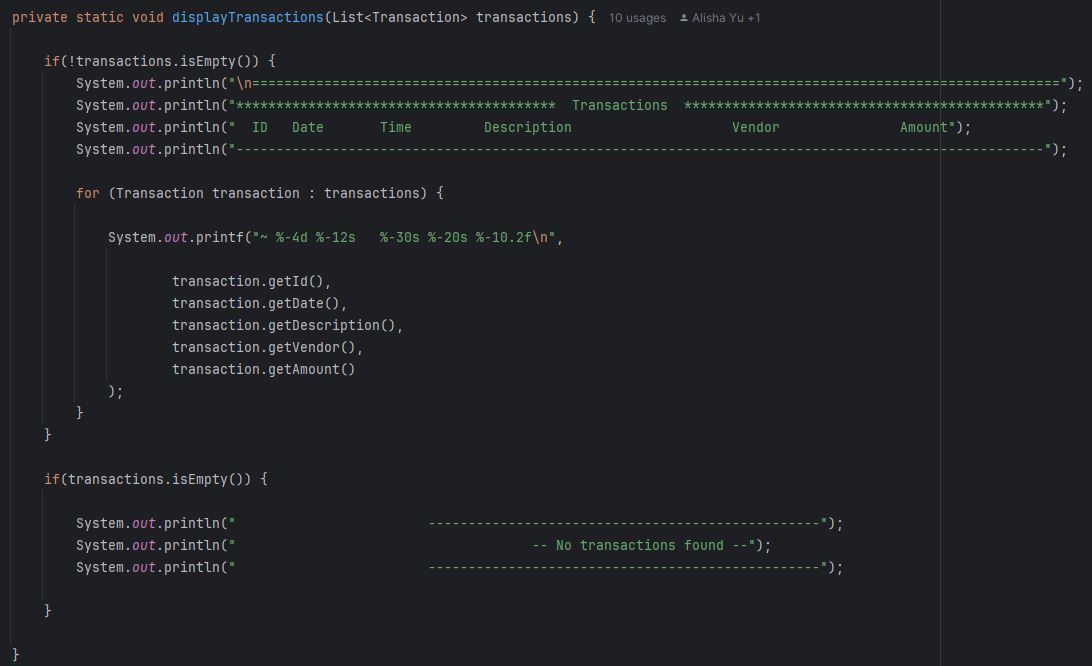 private static void displayTransactions(List<Transaction> transactions) {  10 usages  Alisha Yu +1
    if(!transactions.isEmpty()) {
        System.out.println("\n=====================================================================================================");
        System.out.println("****************************************  Transactions  *********************************************");
        System.out.println("  ID   Date       Time         Description                    Vendor               Amount");
        System.out.println("-----------------------------------------------------------------------------------------------------");
        for (Transaction transaction : transactions) {
            System.out.printf("~ %-4d %-12s   %-30s %-20s %-10.2f\n",
                    transaction.getId(),
                    transaction.getDate(),
                    transaction.getDescription(),
                    transaction.getVendor(),
                    transaction.getAmount()
            );
        }
    }
    if(transactions.isEmpty()) {
        System.out.println("                        -------------------------------------------------");
        System.out.println("                                     -- No transactions found --");
        System.out.println("                        -------------------------------------------------");
    }
}